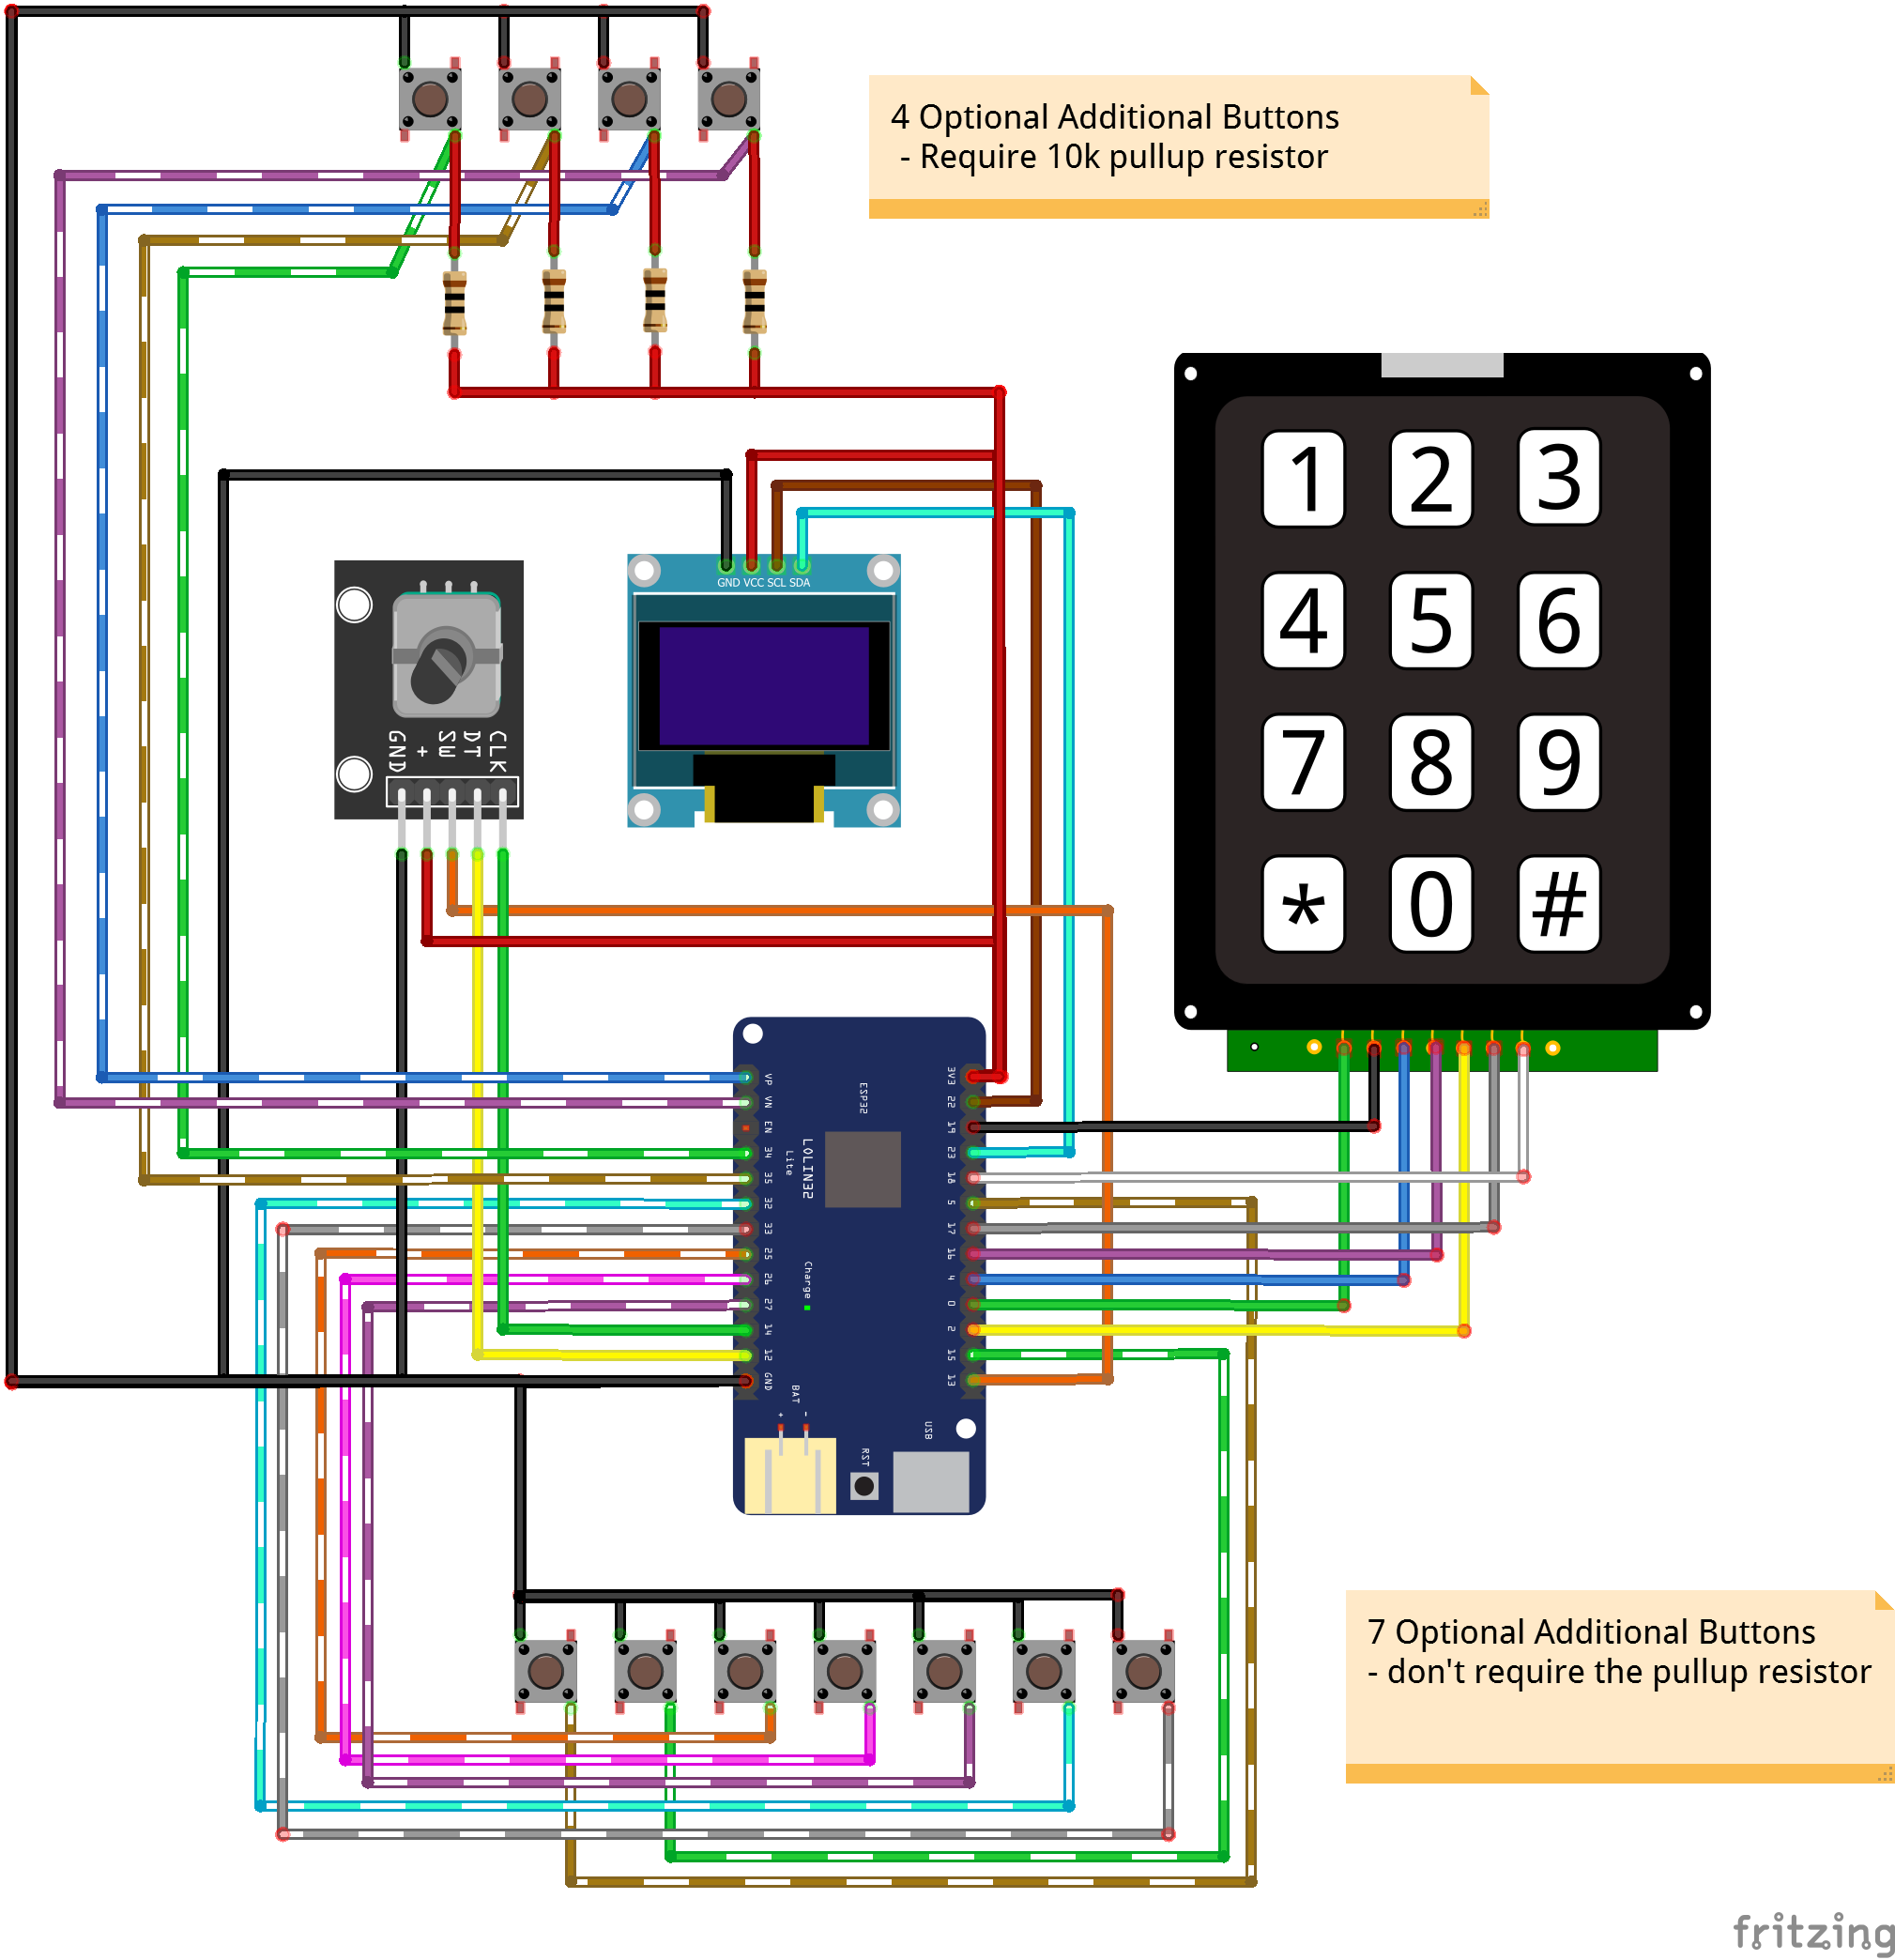 4 Optional Additional Buttons
- Require 10k pullup resistor
GND VCC SCL SDA
GND
+
SW
DT
CLK
1 2 3
4 5 6
7 8 9
* 0 #
VP
VN
EN
34
35
32
33
25
26
27
14
12
GND
3V3
22
19
23
18
5
17
16
4
0
2
15
13
ESP32
LOLIN32
Lite
Charge
BAT
+ -
RST
USB
7 Optional Additional Buttons
- don't require the pullup resistor
fritzing